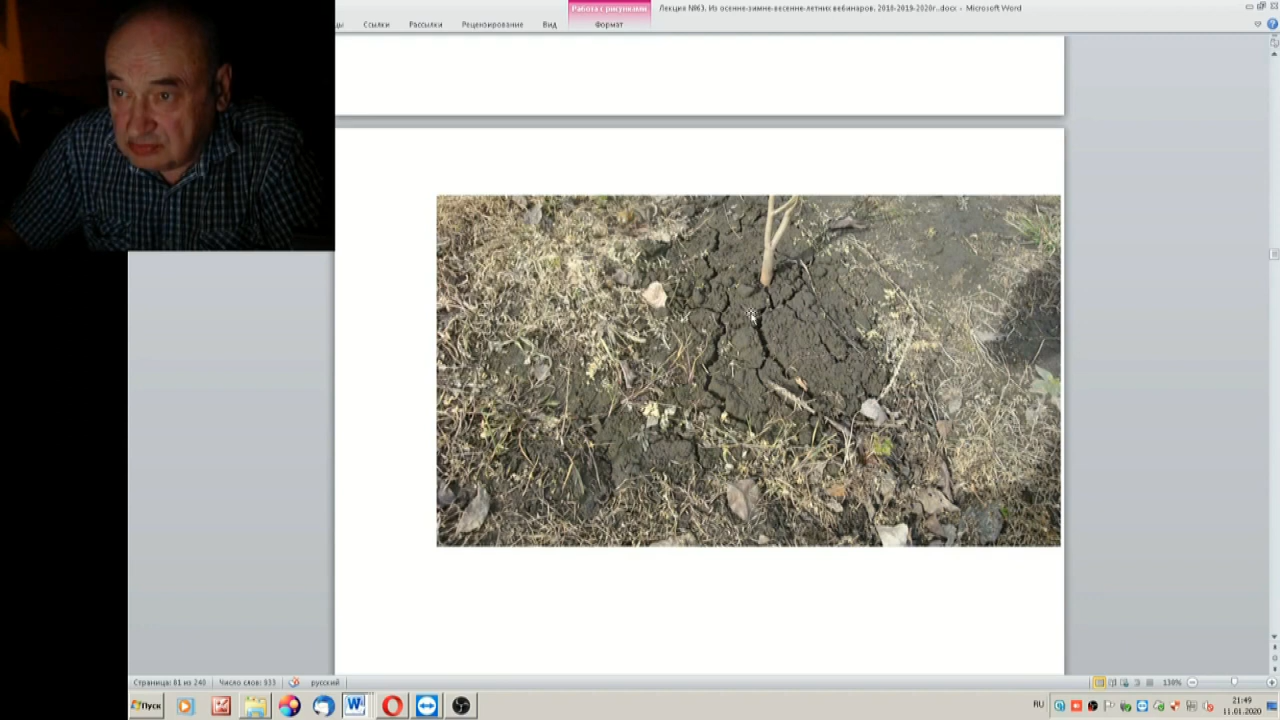 Работа с рисунками
Лекция №63. Из осенне-зимне-весенне-летних вебинаров. 2018-2019-2020г..docx - Microsoft Word
Ссылки
Рассылки
Рецензирование
Вид
Формат
Страница: 81 из 240
Число слов: 933
русский
130%
Пуск
RU
21:49
11.01.2020